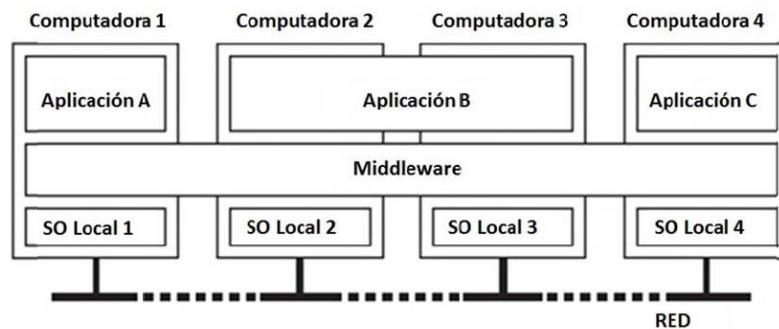 Computadora 1
Computadora 2
Computadora 3
Computadora 4
Aplicación A
Aplicación B
Aplicación C
Middleware
SO Local 1
SO Local 2
SO Local 3
SO Local 4
RED